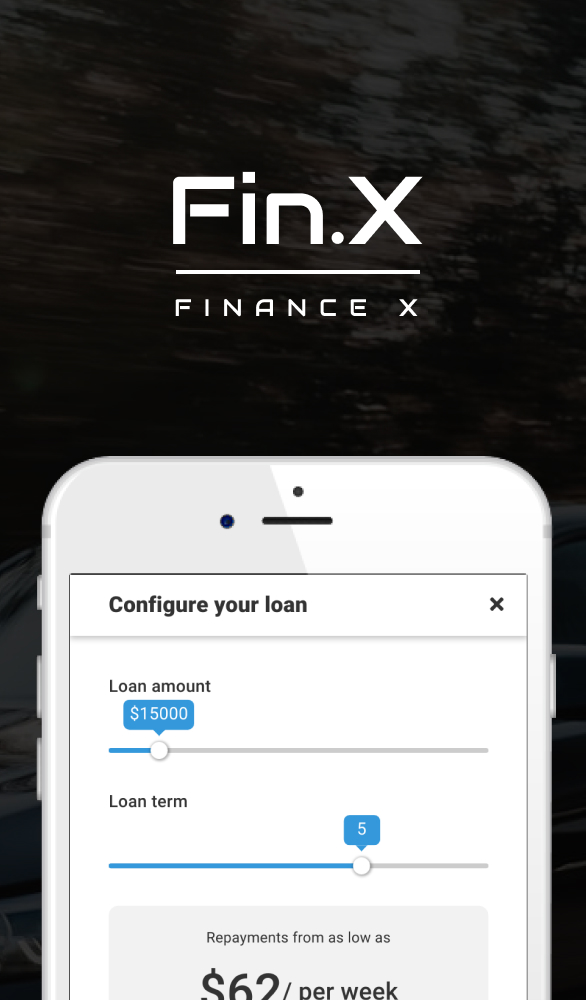 Fin.X
FINANCE X
Configure your loan
Loan amount
$15000
Loan term
5
Repayments from as low as
$62/ per week